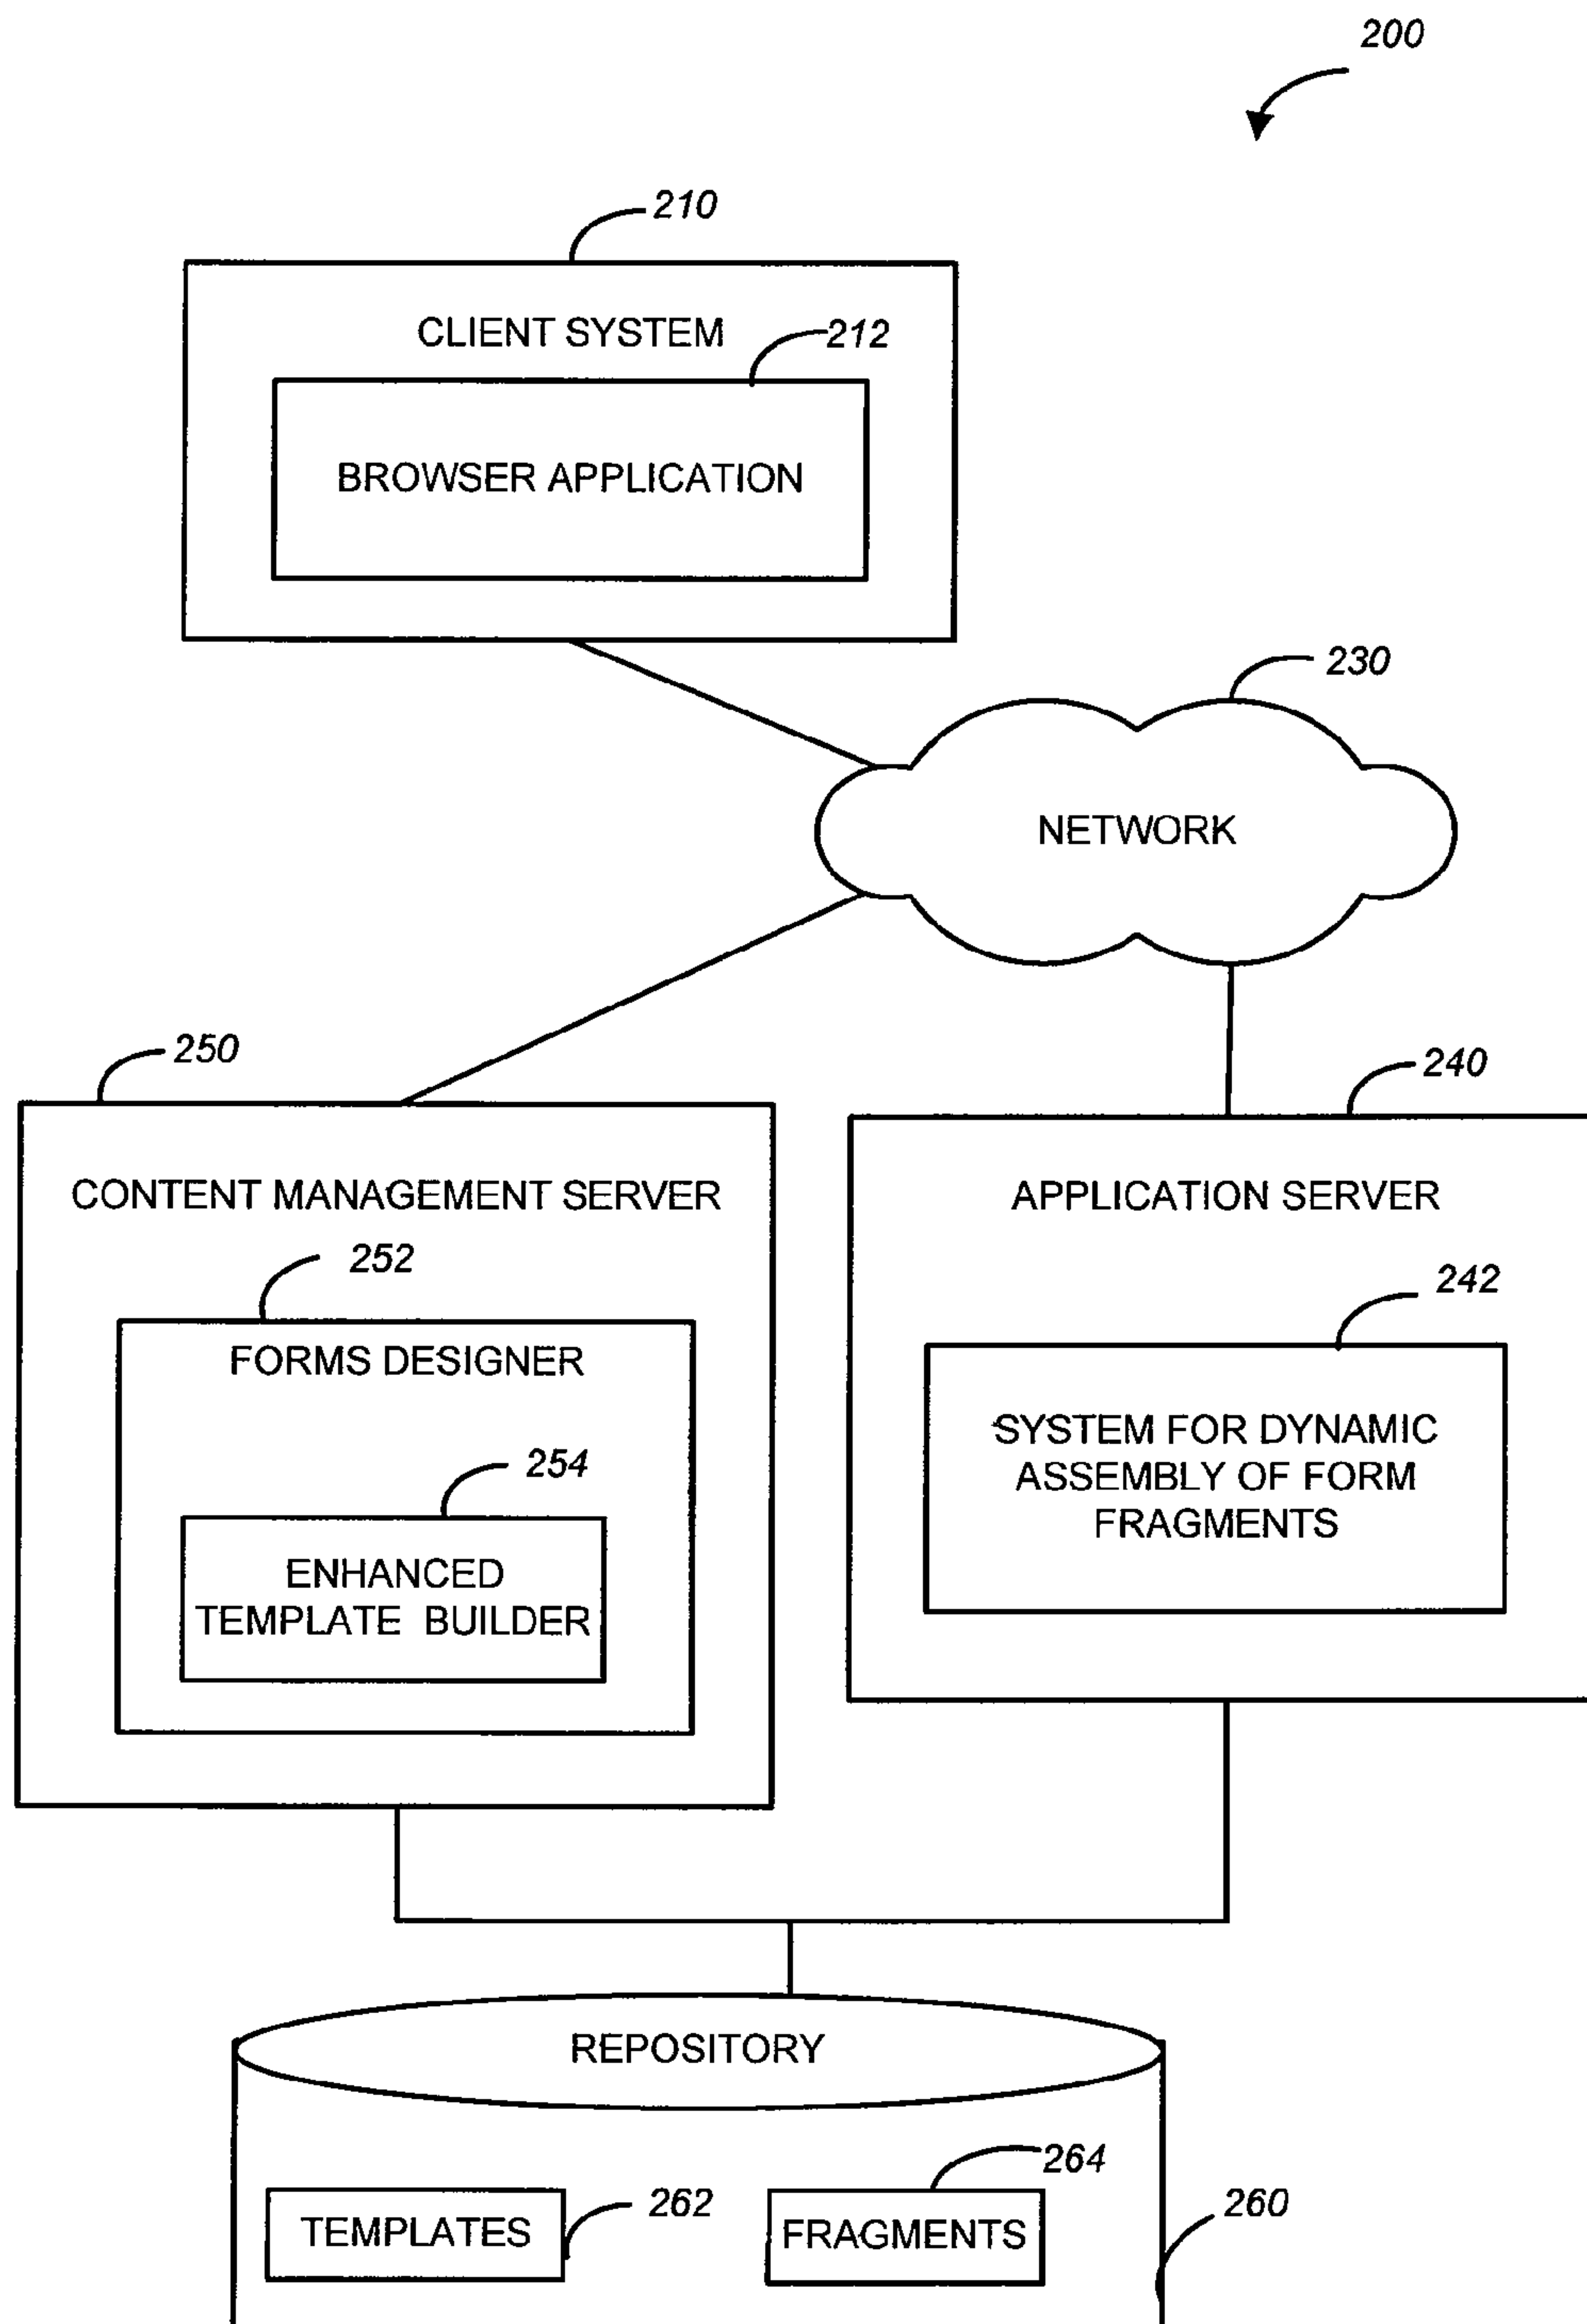 200
210
CLIENT SYSTEM
212
BROWSER APPLICATION
230
NETWORK
250
240
CONTENT MANAGEMENT SERVER
APPLICATION SERVER
252
242
FORMS DESIGNER
SYSTEM FOR DYNAMIC
ASSEMBLY OF FORM
FRAGMENTS
254
ENHANCED
TEMPLATE BUILDER
REPOSITORY
264
262
260
TEMPLATES
FRAGMENTS